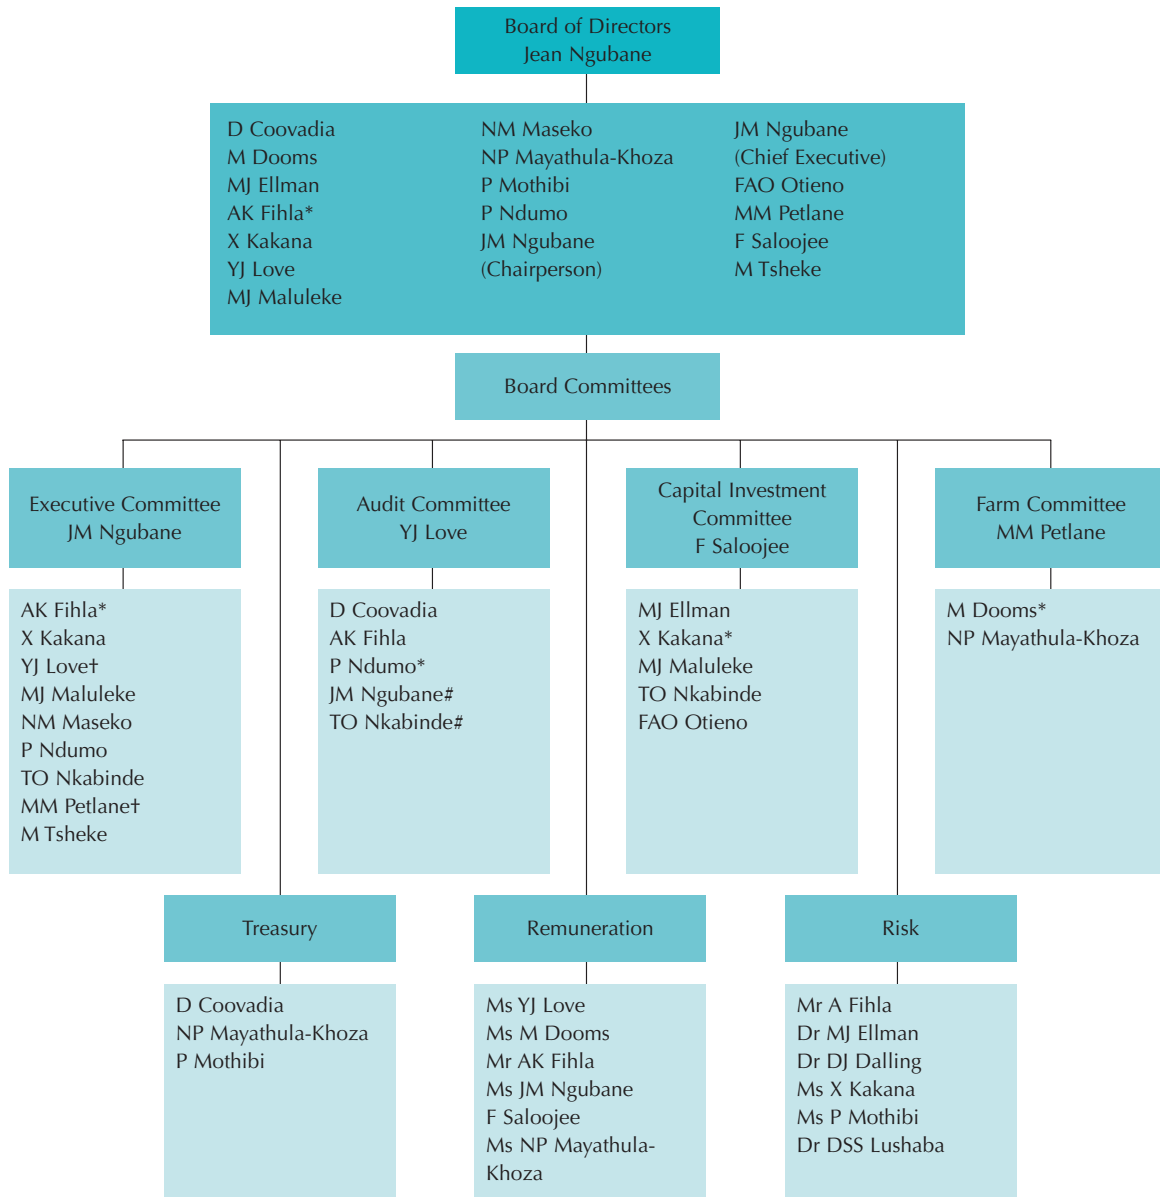 Board of Directors
Jean Ngubane
D Coovadia
M Dooms
MJ Ellman
AK Fihla*
X Kakana
YJ Love
MJ Maluleke
NM Maseko
NP Mayathula-Khoza
P Mothibi
P Ndumo
JM Ngubane
(Chairperson)
JM Ngubane
(Chief Executive)
FAO Otieno
MM Petlane
F Saloojee
M Tsheke
Board Committees
Executive Committee
JM Ngubane
AK Fihla*
X Kakana
YJ Love†
MJ Maluleke
NM Maseko
P Ndumo
TO Nkabinde
MM Petlane†
M Tsheke
Audit Committee
YJ Love
D Coovadia
AK Fihla
P Ndumo*
JM Ngubane#
TO Nkabinde#
Capital Investment
Committee
F Saloojee
MJ Ellman
X Kakana*
MJ Maluleke
TO Nkabinde
FAO Otieno
Farm Committee
MM Petlane
M Dooms*
NP Mayathula-Khoza
Treasury
D Coovadia
NP Mayathula-Khoza
P Mothibi
Remuneration
Ms YJ Love
Ms M Dooms
Mr AK Fihla
Ms JM Ngubane
F Saloojee
Ms NP Mayathula-
Khoza
Risk
Mr A Fihla
Dr MJ Ellman
Dr DJ Dalling
Ms X Kakana
Ms P Mothibi
Dr DSS Lushaba